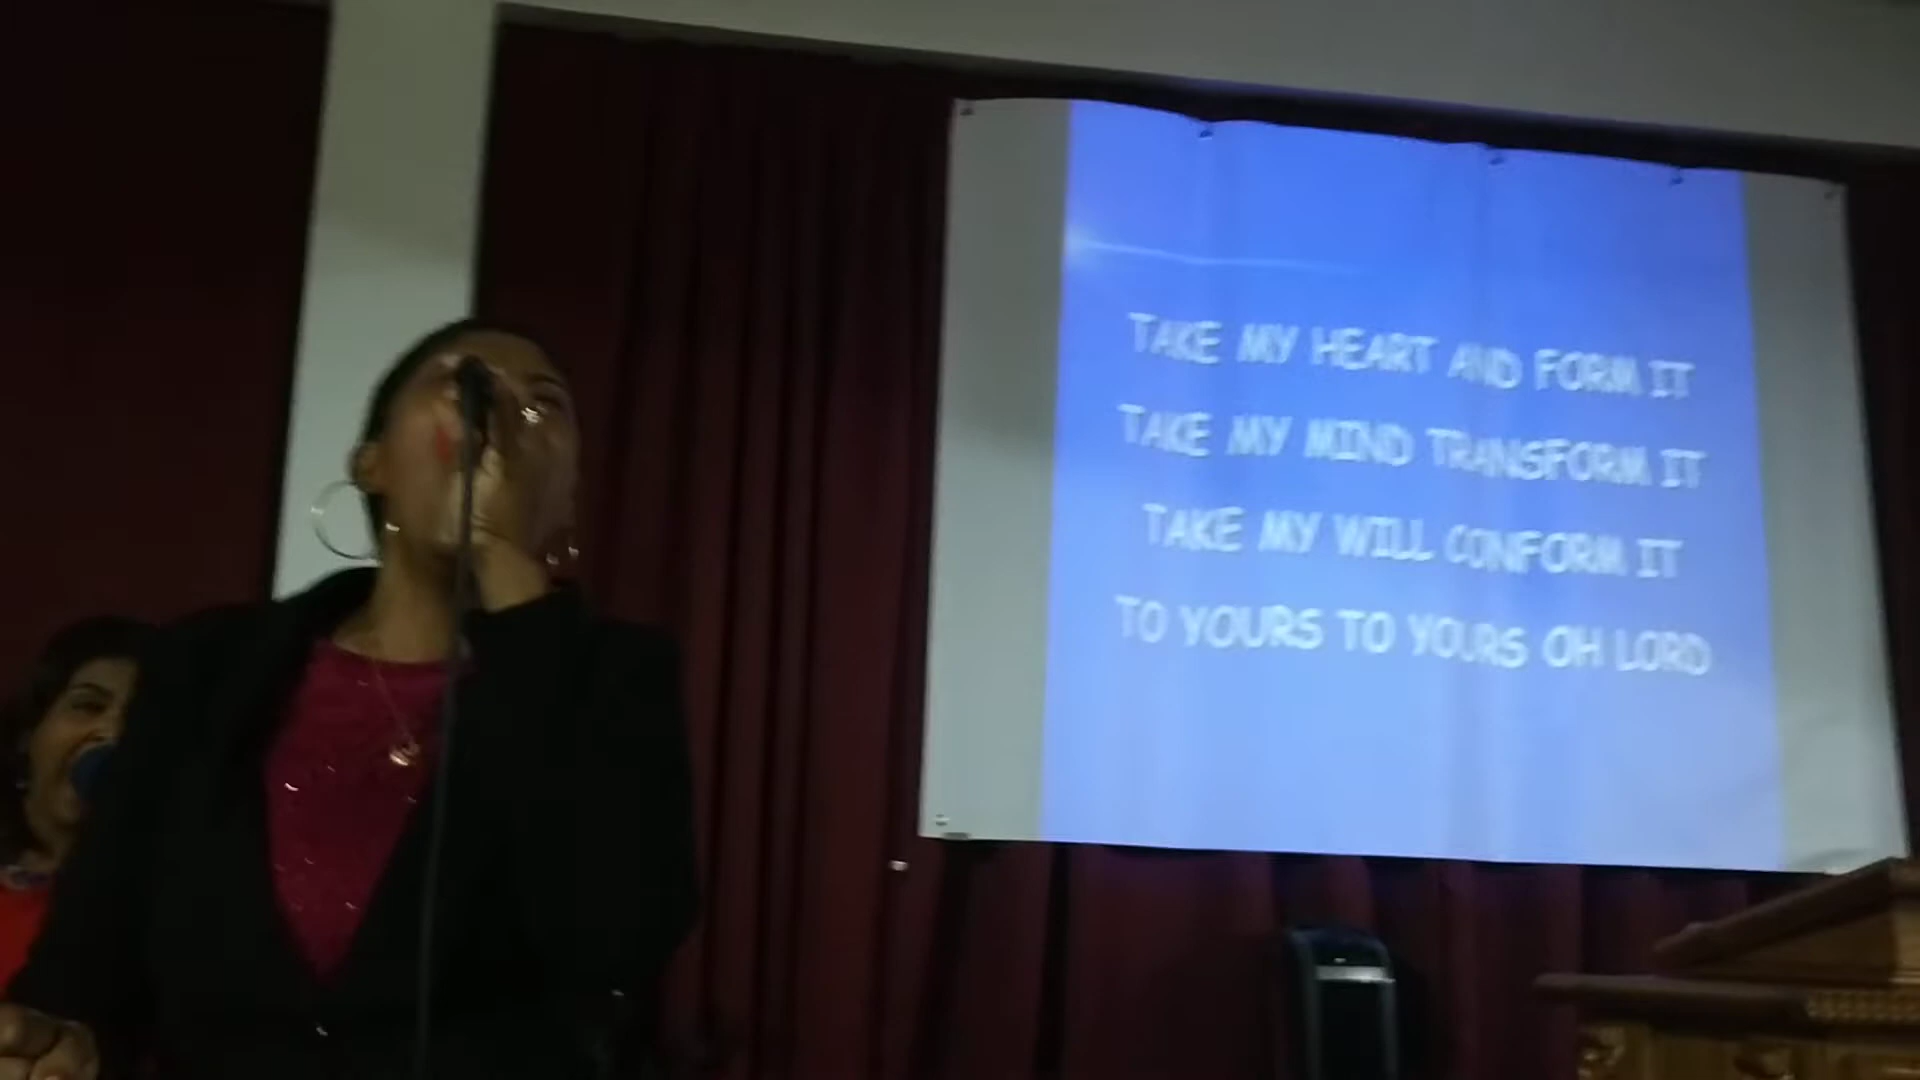 TAKE MY HEART AND FORM IT
TAKE MY MIND TRANSFORM IT
TAKE MY WILL CONFORM IT
TO YOURS TO YOURS OH LORD